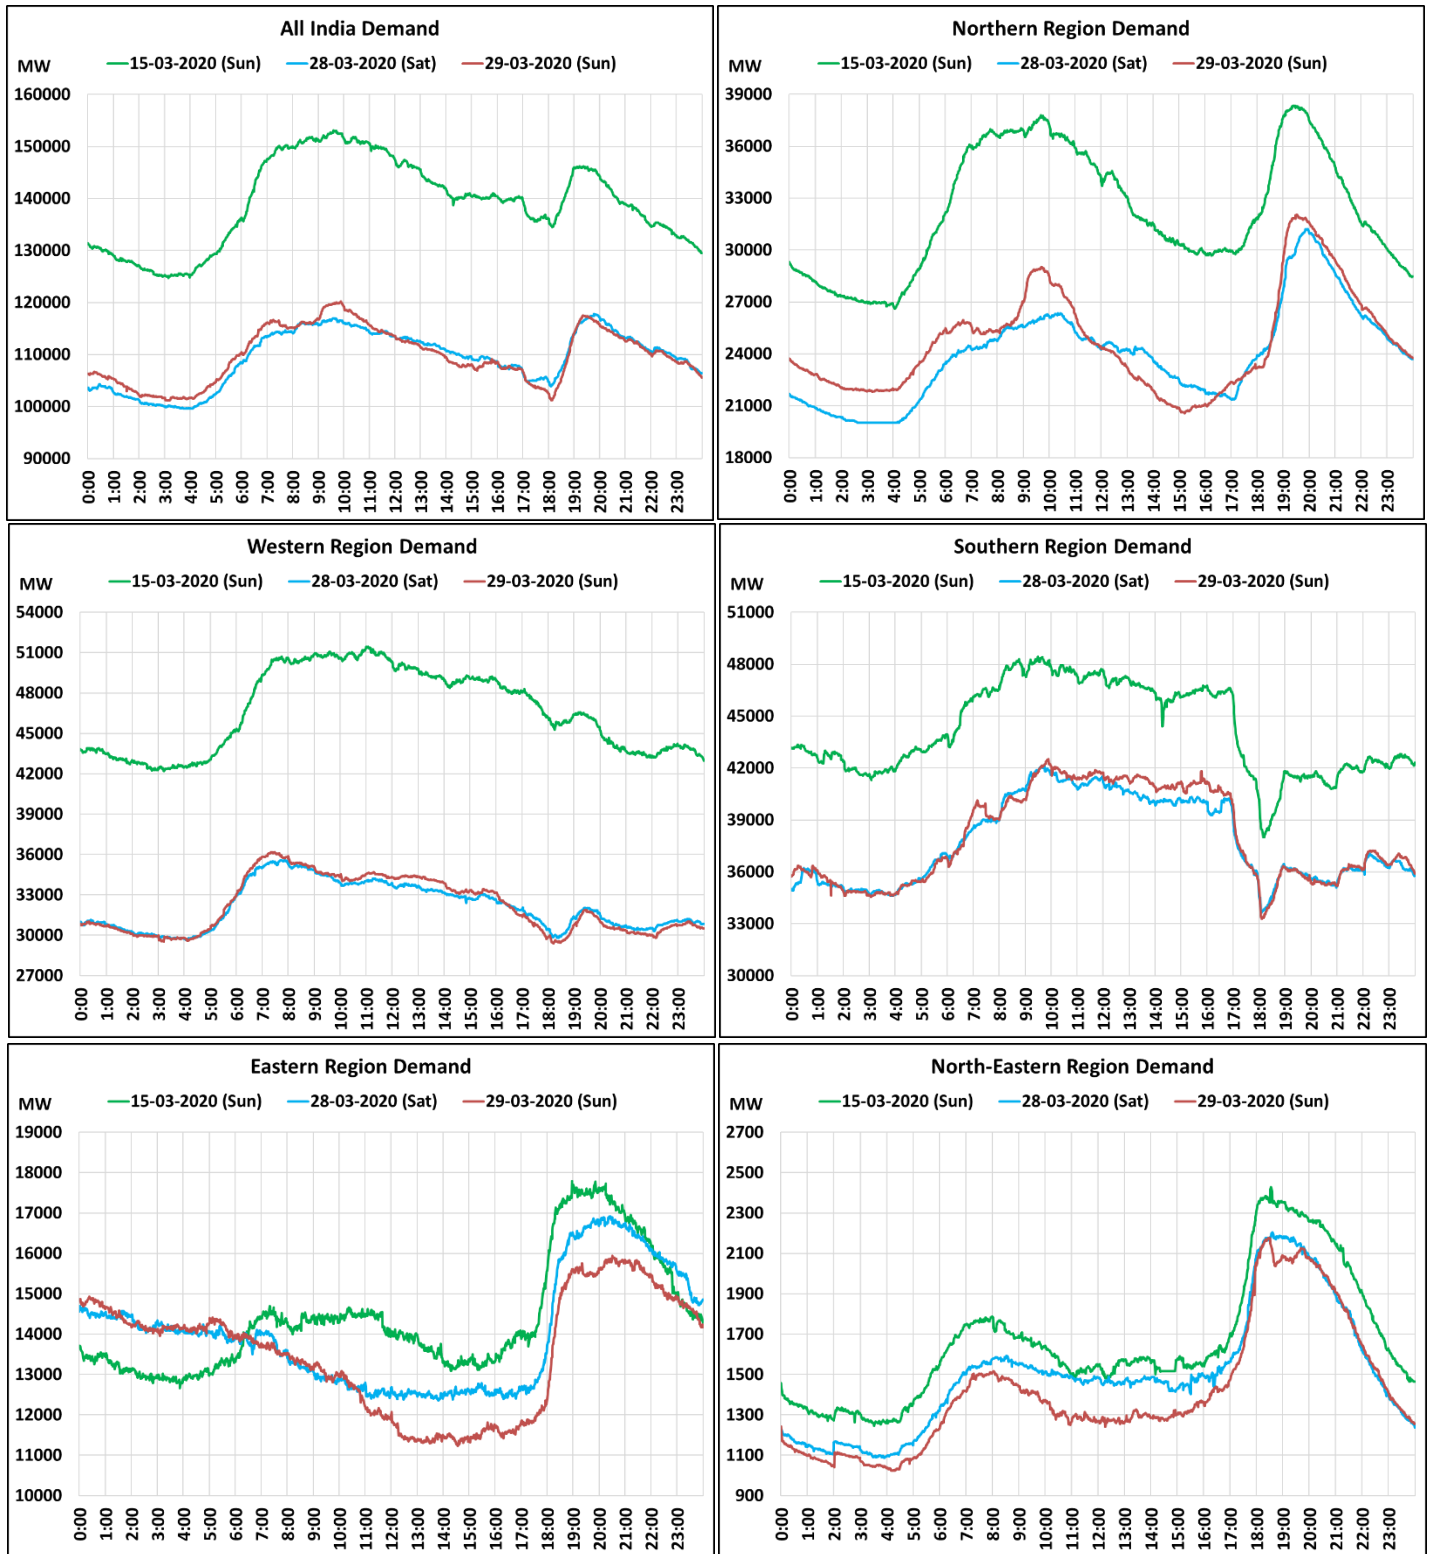 All India Demand
MW
15-03-2020 (Sun) 28-03-2020 (Sat) 29-03-2020 (Sun)
160000
150000
140000
130000
120000
110000
100000
90000
0:00 1:00 2:00 3:00 4:00 5:00 6:00 7:00 8:00 9:00 10:00 11:00 12:00 13:00 14:00 15:00 16:00 17:00 18:00 19:00 20:00 21:00 22:00 23:00
Northern Region Demand
MW
15-03-2020 (Sun) 28-03-2020 (Sat) 29-03-2020 (Sun)
39000
36000
33000
30000
27000
24000
21000
18000
0:00 1:00 2:00 3:00 4:00 5:00 6:00 7:00 8:00 9:00 10:00 11:00 12:00 13:00 14:00 15:00 16:00 17:00 18:00 19:00 20:00 21:00 22:00 23:00
Western Region Demand
MW
15-03-2020 (Sun) 28-03-2020 (Sat) 29-03-2020 (Sun)
54000
51000
48000
45000
42000
39000
36000
33000
30000
27000
0:00 1:00 2:00 3:00 4:00 5:00 6:00 7:00 8:00 9:00 10:00 11:00 12:00 13:00 14:00 15:00 16:00 17:00 18:00 19:00 20:00 21:00 22:00 23:00
Southern Region Demand
MW
15-03-2020 (Sun) 28-03-2020 (Sat) 29-03-2020 (Sun)
51000
48000
45000
42000
39000
36000
33000
30000
0:00 1:00 2:00 3:00 4:00 5:00 6:00 7:00 8:00 9:00 10:00 11:00 12:00 13:00 14:00 15:00 16:00 17:00 18:00 19:00 20:00 21:00 22:00 23:00
Eastern Region Demand
MW
15-03-2020 (Sun) 28-03-2020 (Sat) 29-03-2020 (Sun)
19000
18000
17000
16000
15000
14000
13000
12000
11000
10000
0:00 1:00 2:00 3:00 4:00 5:00 6:00 7:00 8:00 9:00 10:00 11:00 12:00 13:00 14:00 15:00 16:00 17:00 18:00 19:00 20:00 21:00 22:00 23:00
North-Eastern Region Demand
MW
15-03-2020 (Sun) 28-03-2020 (Sat) 29-03-2020 (Sun)
2700
2500
2300
2100
1900
1700
1500
1300
1100
900
0:00 1:00 2:00 3:00 4:00 5:00 6:00 7:00 8:00 9:00 10:00 11:00 12:00 13:00 14:00 15:00 16:00 17:00 18:00 19:00 20:00 21:00 22:00 23:00